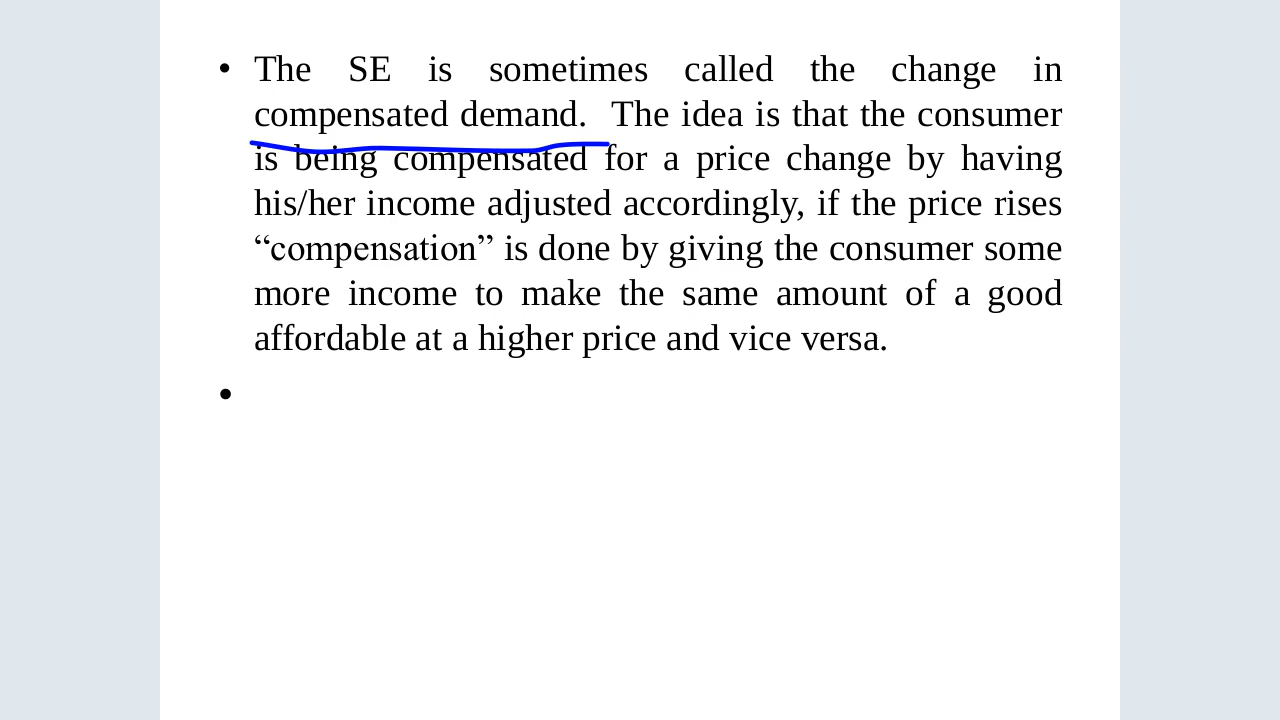 • The SE is sometimes called the change in
compensated demand.  The idea is that the consumer
is being compensated for a price change by having
his/her income adjusted accordingly, if the price rises
“compensation” is done by giving the consumer some
more income to make the same amount of a good
affordable at a higher price and vice versa.
•